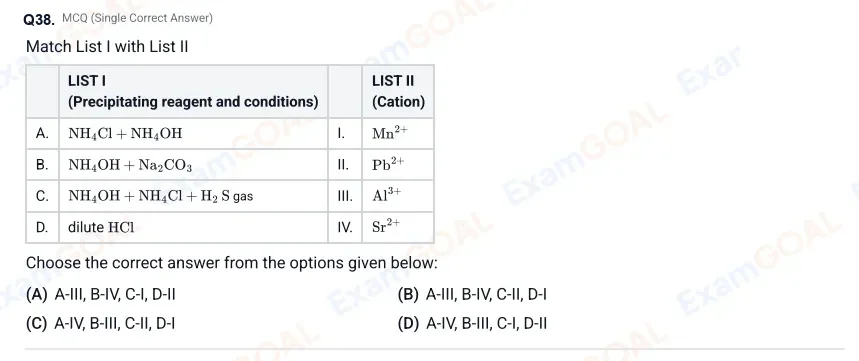 Q38. MCQ (Single Correct Answer)
Match List I with List II
LIST I
(Precipitating reagent and conditions)
LIST II
(Cation)
A. NH₄Cl + NH₄OH I. Mn²⁺
B. NH₄OH + Na₂CO₃ II. Pb²⁺
C. NH₄OH + NH₄Cl + H₂ S gas III. Al³⁺
D. dilute HCl IV. Sr²⁺
Choose the correct answer from the options given below:
(A) A-III, B-IV, C-I, D-II (B) A-III, B-IV, C-II, D-I
(C) A-IV, B-III, C-II, D-I (D) A-IV, B-III, C-I, D-II
ExamGOAL